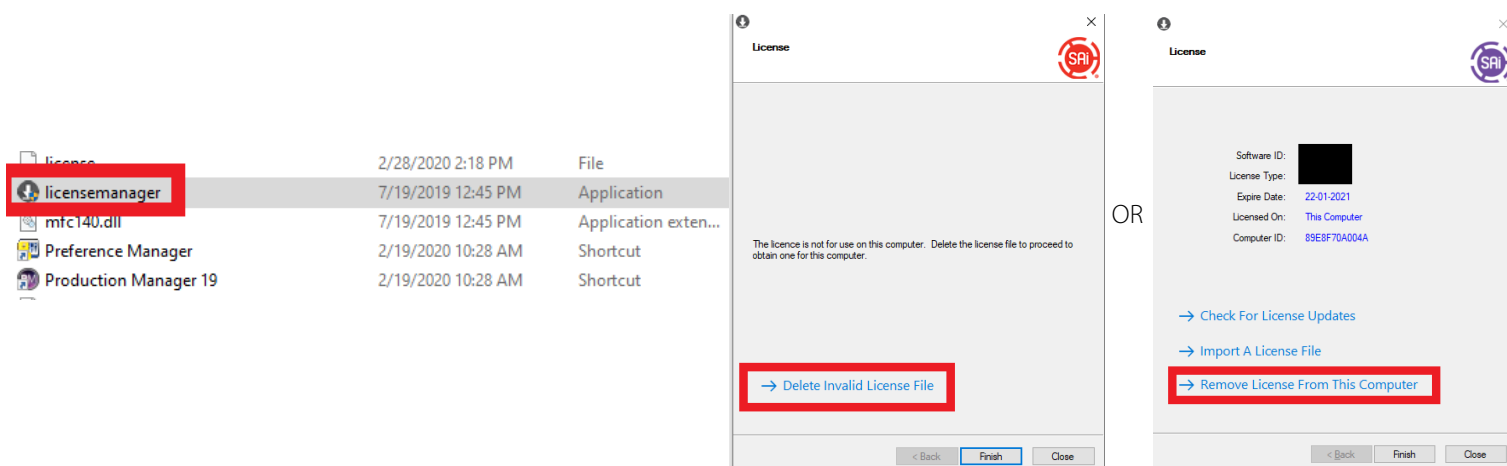 license 2/28/2020 2:18 PM File
licensemanager 7/19/2019 12:45 PM Application
mfc140.dll 7/19/2019 12:45 PM Application exten...
Preference Manager 2/19/2020 10:28 AM Shortcut
Production Manager 19 2/19/2020 10:28 AM Shortcut
License
SAi
The licence is not for use on this computer. Delete the license file to proceed to
obtain one for this computer.
→ Delete Invalid License File
< Back Finish Close
OR
License
SAi
Software ID:
License Type:
Expire Date: 22-01-2021
Licensed On: This Computer
Computer ID: 89E8F70A004A
→ Check For License Updates
→ Import A License File
→ Remove License From This Computer
< Back Finish Close